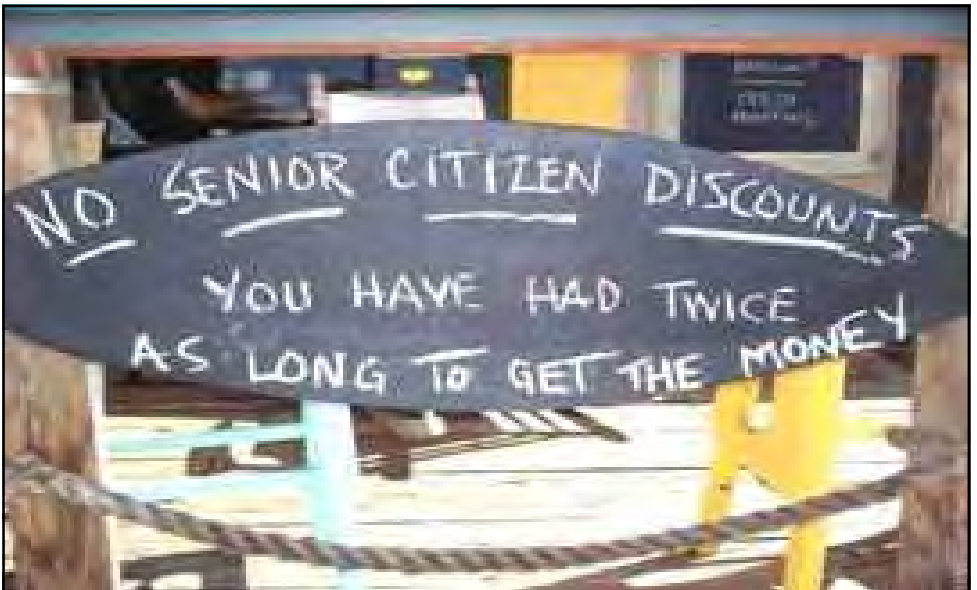 NO SENIOR CITIZEN DISCOUNTS
YOU HAVE HAD TWICE
AS LONG TO GET THE MONEY